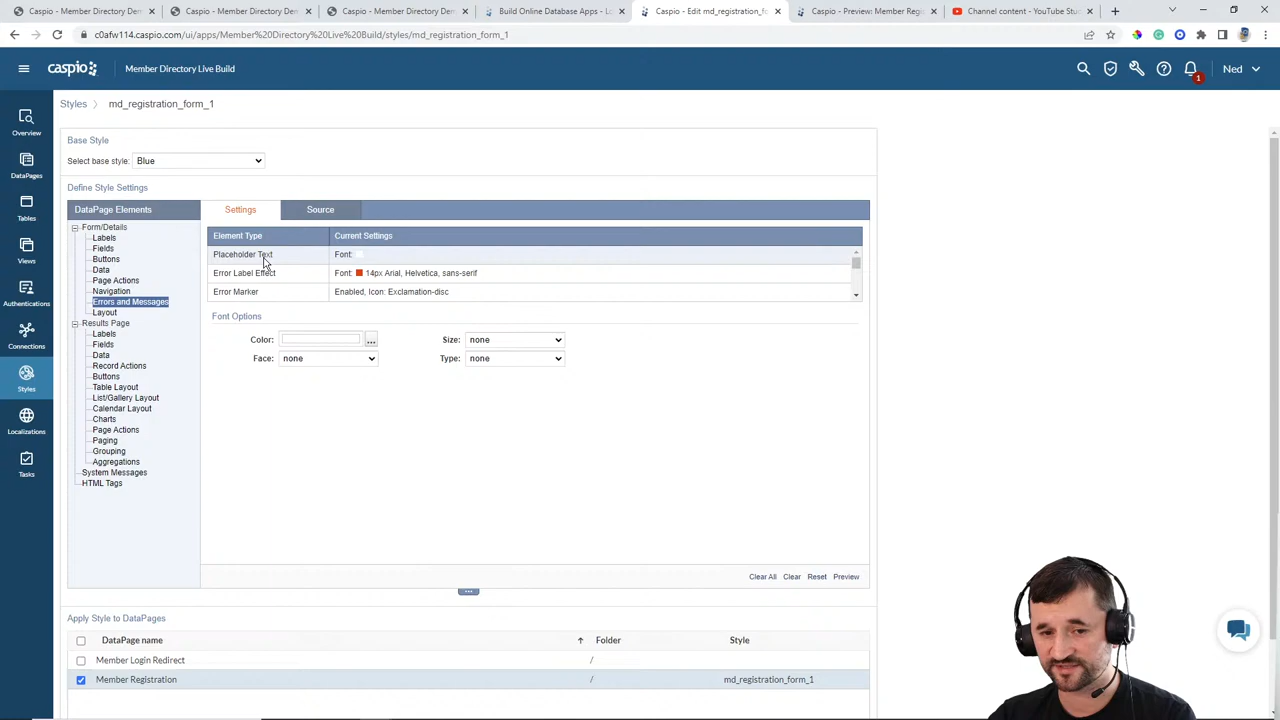 Caspio - Member Directory Dem
Caspio - Member Directory Dem
Caspio - Member Directory Dem
Build Online Database Apps - Lo
Caspio - Edit md_registration_fo
Caspio - Preview: Member Regi
Channel content - YouTube Stu
c0afw114.caspio.com/ui/apps/Member%20Directory%20Live%20Build/styles/md_registration_form_1
caspio
Member Directory Live Build
1
Ned
Overview
DataPages
Tables
Views
Authentications
Connections
Styles
Localizations
Tasks
Styles
md_registration_form_1
Base Style
Select base style:
Blue
Define Style Settings
DataPage Elements
Settings
Source
Form/Details
Labels
Fields
Buttons
Data
Page Actions
Navigation
Errors and Messages
Layout
Results Page
Labels
Fields
Data
Record Actions
Buttons
Table Layout
List/Gallery Layout
Calendar Layout
Charts
Page Actions
Paging
Grouping
Aggregations
System Messages
HTML Tags
Element Type
Current Settings
Placeholder Text
Font:
Error Label Effect
Font: 14px Arial, Helvetica, sans-serif
Error Marker
Enabled, Icon: Exclamation-disc
Font Options
Color:
...
Size:
none
Face:
none
Type:
none
Clear All
Clear
Reset
Preview
...
Apply Style to DataPages
DataPage name
Folder
Style
Member Login Redirect
/
Member Registration
/
md_registration_form_1